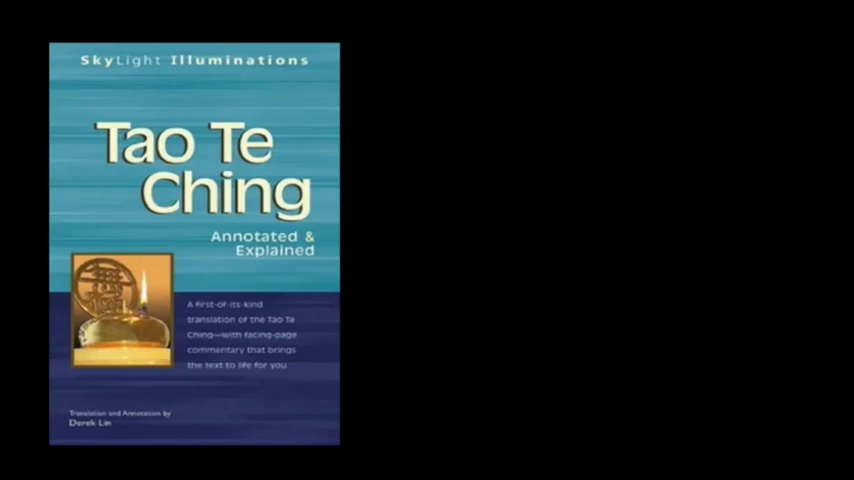 SkyLight Illuminations
Tao Te
Ching
Annotated &
Explained
A first-of-its-kind
translation of the Tao Te
Ching—with facing-page
commentary that brings
the text to life for you.
Translation and Annotation by
Derek Lin